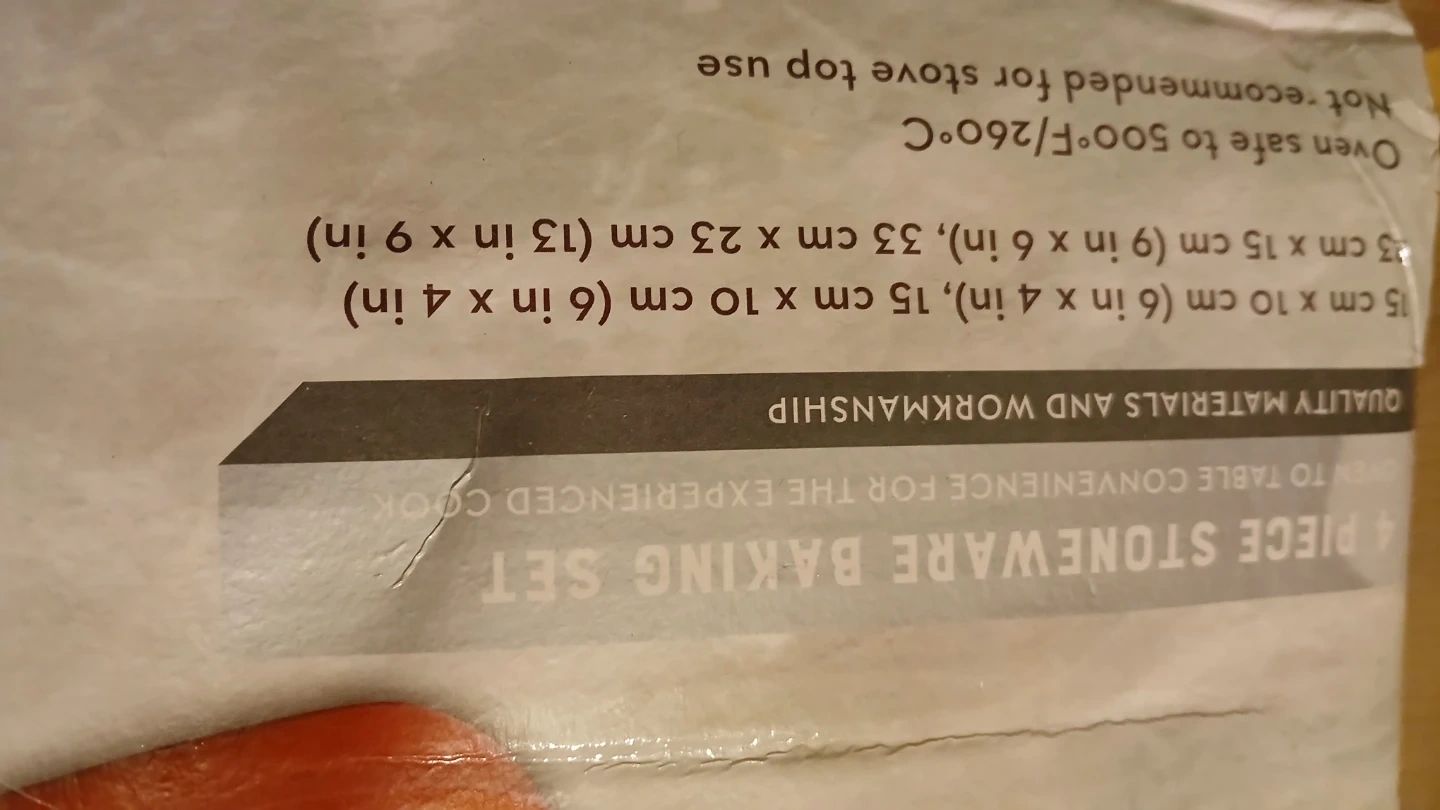 4 PIECE STONEWARE BAKING SET
OVEN TO TABLE CONVENIENCE FOR THE EXPERIENCED COOK
QUALITY MATERIALS AND WORKMANSHIP
15 cm x 10 cm (6 in x 4 in), 15 cm x 10 cm (6 in x 4 in)
23 cm x 15 cm (9 in x 6 in), 33 cm x 23 cm (13 in x 9 in)
Oven safe to 500°F/260°C
Not recommended for stove top use